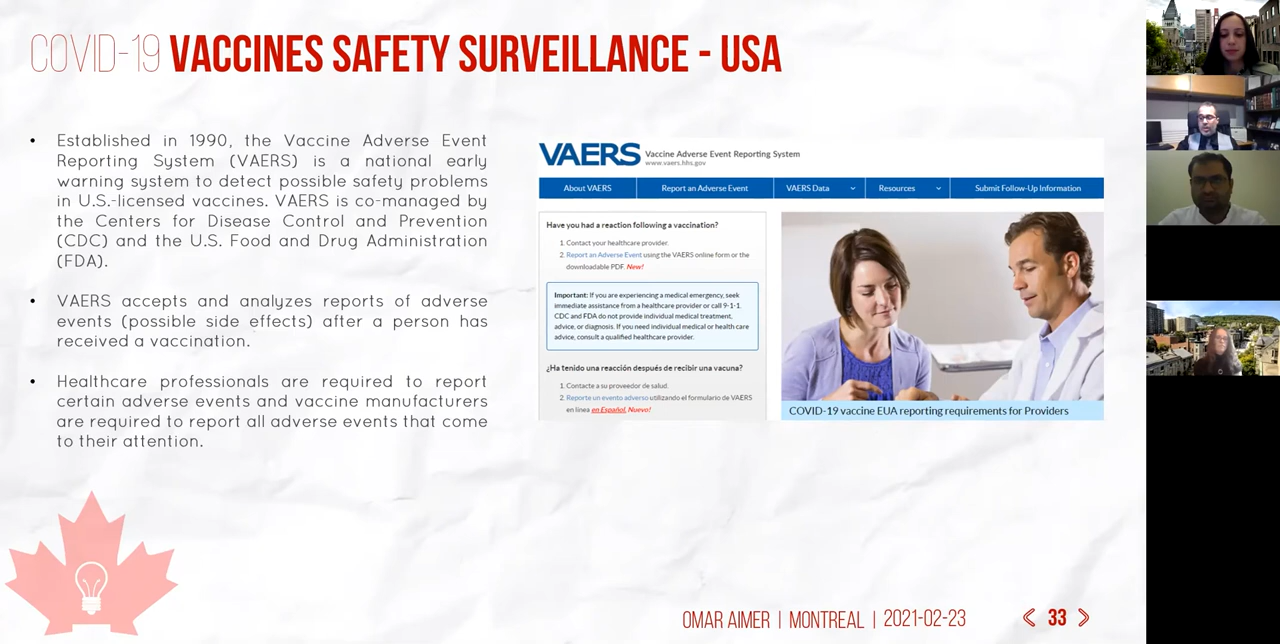 COVID-19 VACCINES SAFETY SURVEILLANCE - USA
• Established in 1990, the Vaccine Adverse Event
Reporting System (VAERS) is a national early
warning system to detect possible safety problems
in U.S.-licensed vaccines. VAERS is co-managed by
the Centers for Disease Control and Prevention
(CDC) and the U.S. Food and Drug Administration
(FDA).
• VAERS accepts and analyzes reports of adverse
events (possible side effects) after a person has
received a vaccination.
• Healthcare professionals are required to report
certain adverse events and vaccine manufacturers
are required to report all adverse events that come
to their attention.
VAERS Vaccine Adverse Event Reporting System
www.vaers.hhs.gov
About VAERS Report an Adverse Event VAERS Data Resources Submit Follow-Up Information
Have you had a reaction following a vaccination?
1. Contact your healthcare provider.
2. Report an Adverse Event using the VAERS online form or the
downloadable PDF. New!
Important: If you are experiencing a medical emergency, seek
immediate assistance from a healthcare provider or call 9-1-1.
CDC and FDA do not provide individual medical treatment,
advice, or diagnosis. If you need individual medical or health care
advice, consult a qualified healthcare provider.
¿Ha tenido una reacción después de recibir una vacuna?
1. Contacte a su proveedor de salud.
2. Reporte un evento adverso utilizando el formulario de VAERS
en línea en Español. Nuevo!
COVID-19 vaccine EUA reporting requirements for Providers
OMAR AIMER | MONTREAL | 2021-02-23
33